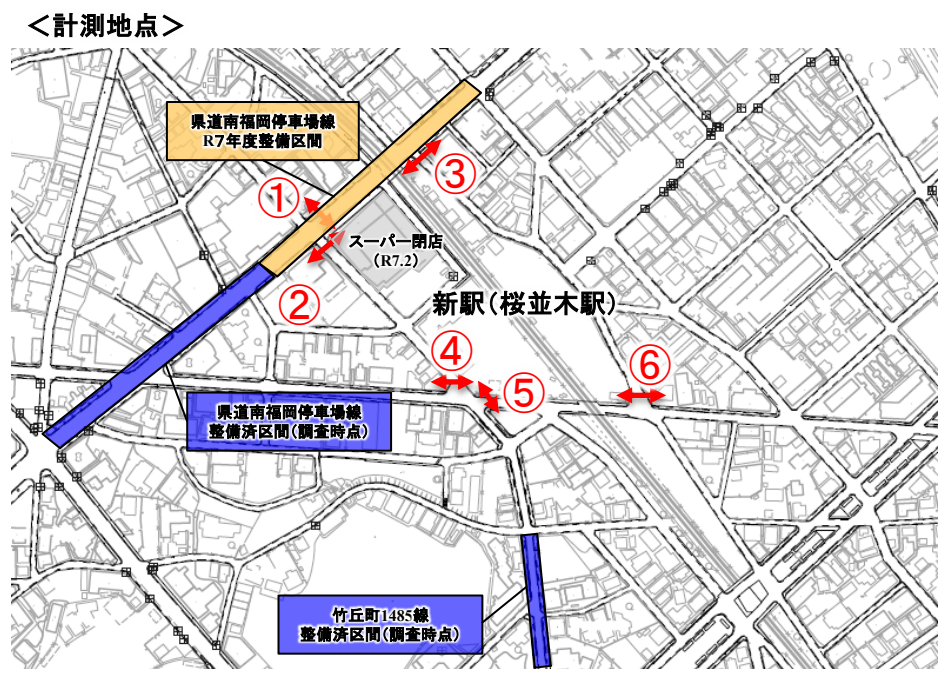 ＜計測地点＞
県道南福岡停車場線
R７年度整備区間
①
③
スーパー閉店
（R7.2）
②
新駅（桜並木駅）
④
⑤
⑥
県道南福岡停車場線
整備済区間（調査時点）
竹丘町1485線
整備済区間（調査時点）